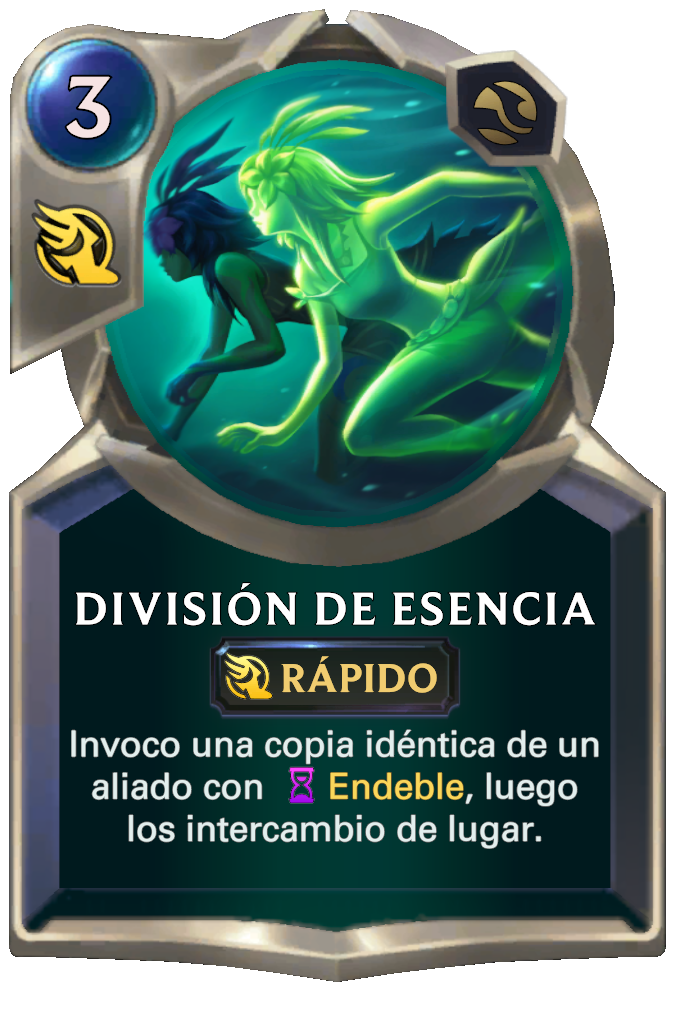 3
DIVISIÓN DE ESENCIA
RÁPIDO
Invoco una copia idéntica de un
aliado con Endeble, luego
los intercambio de lugar.